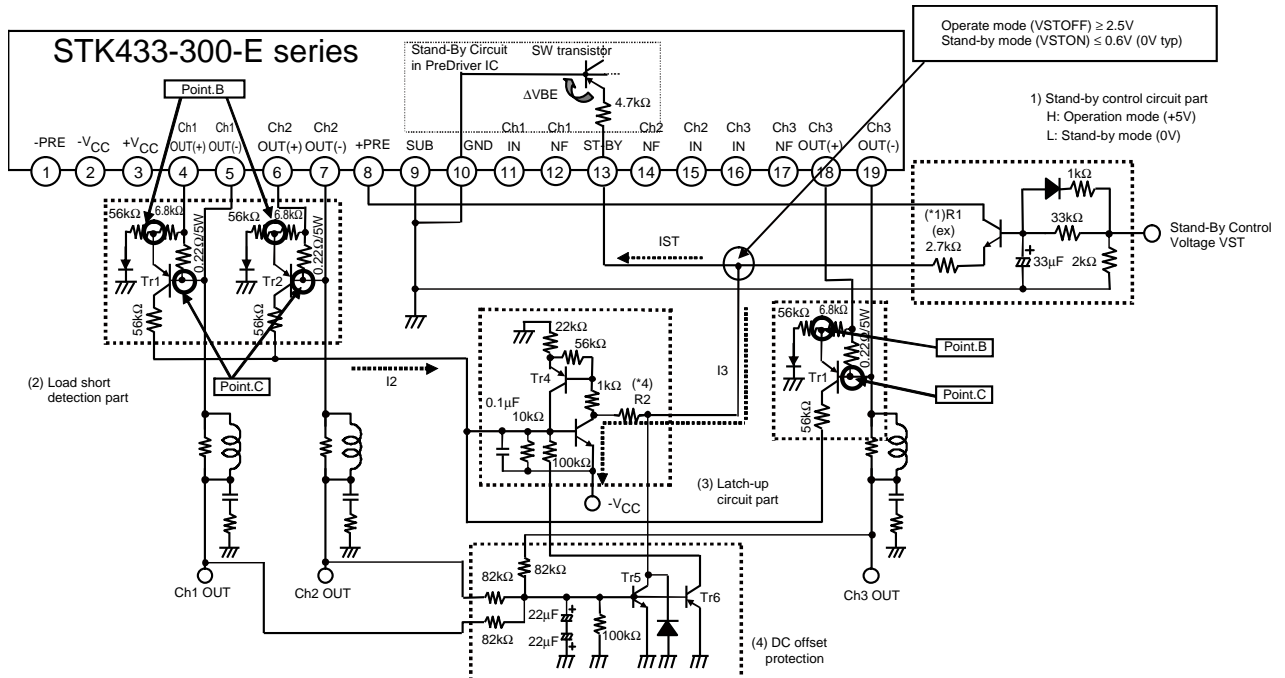 Operate mode (VSTOFF) ≥ 2.5V
Stand-by mode (VSTON) ≤ 0.6V (0V typ)
STK433-300-E series
Stand-By Circuit
in PreDriver IC
SW transistor
ΔVBE
4.7kΩ
Point.B
1) Stand-by control circuit part
H: Operation mode (+5V)
L: Stand-by mode (0V)
-PRE
-VCC
+VCC
Ch1
OUT(+)
Ch1
OUT(-)
Ch2
OUT(+)
Ch2
OUT(-)
+PRE
SUB
GND
Ch1
IN
Ch1
NF
ST-BY
Ch2
NF
Ch2
IN
Ch3
IN
Ch3
NF
Ch3
OUT(+)
Ch3
OUT(-)
1
2
3
4
5
6
7
8
9
10
11
12
13
14
15
16
17
18
19
56kΩ
6.8kΩ
0.22Ω/5W
Tr1
56kΩ
56kΩ
6.8kΩ
0.22Ω/5W
Tr2
56kΩ
IST
(*1)R1
(ex)
2.7kΩ
1kΩ
33kΩ
33µF
2kΩ
Stand-By Control
Voltage VST
(2) Load short
detection part
Point.C
I2
22kΩ
56kΩ
Tr4
1kΩ
(*4)
R2
0.1µF
10kΩ
100kΩ
-VCC
I3
(3) Latch-up
circuit part
56kΩ
6.8kΩ
0.22Ω/5W
Tr1
56kΩ
Point.B
Point.C
Ch1 OUT
Ch2 OUT
Ch3 OUT
82kΩ
82kΩ
82kΩ
22µF
22µF
100kΩ
Tr5
Tr6
(4) DC offset
protection